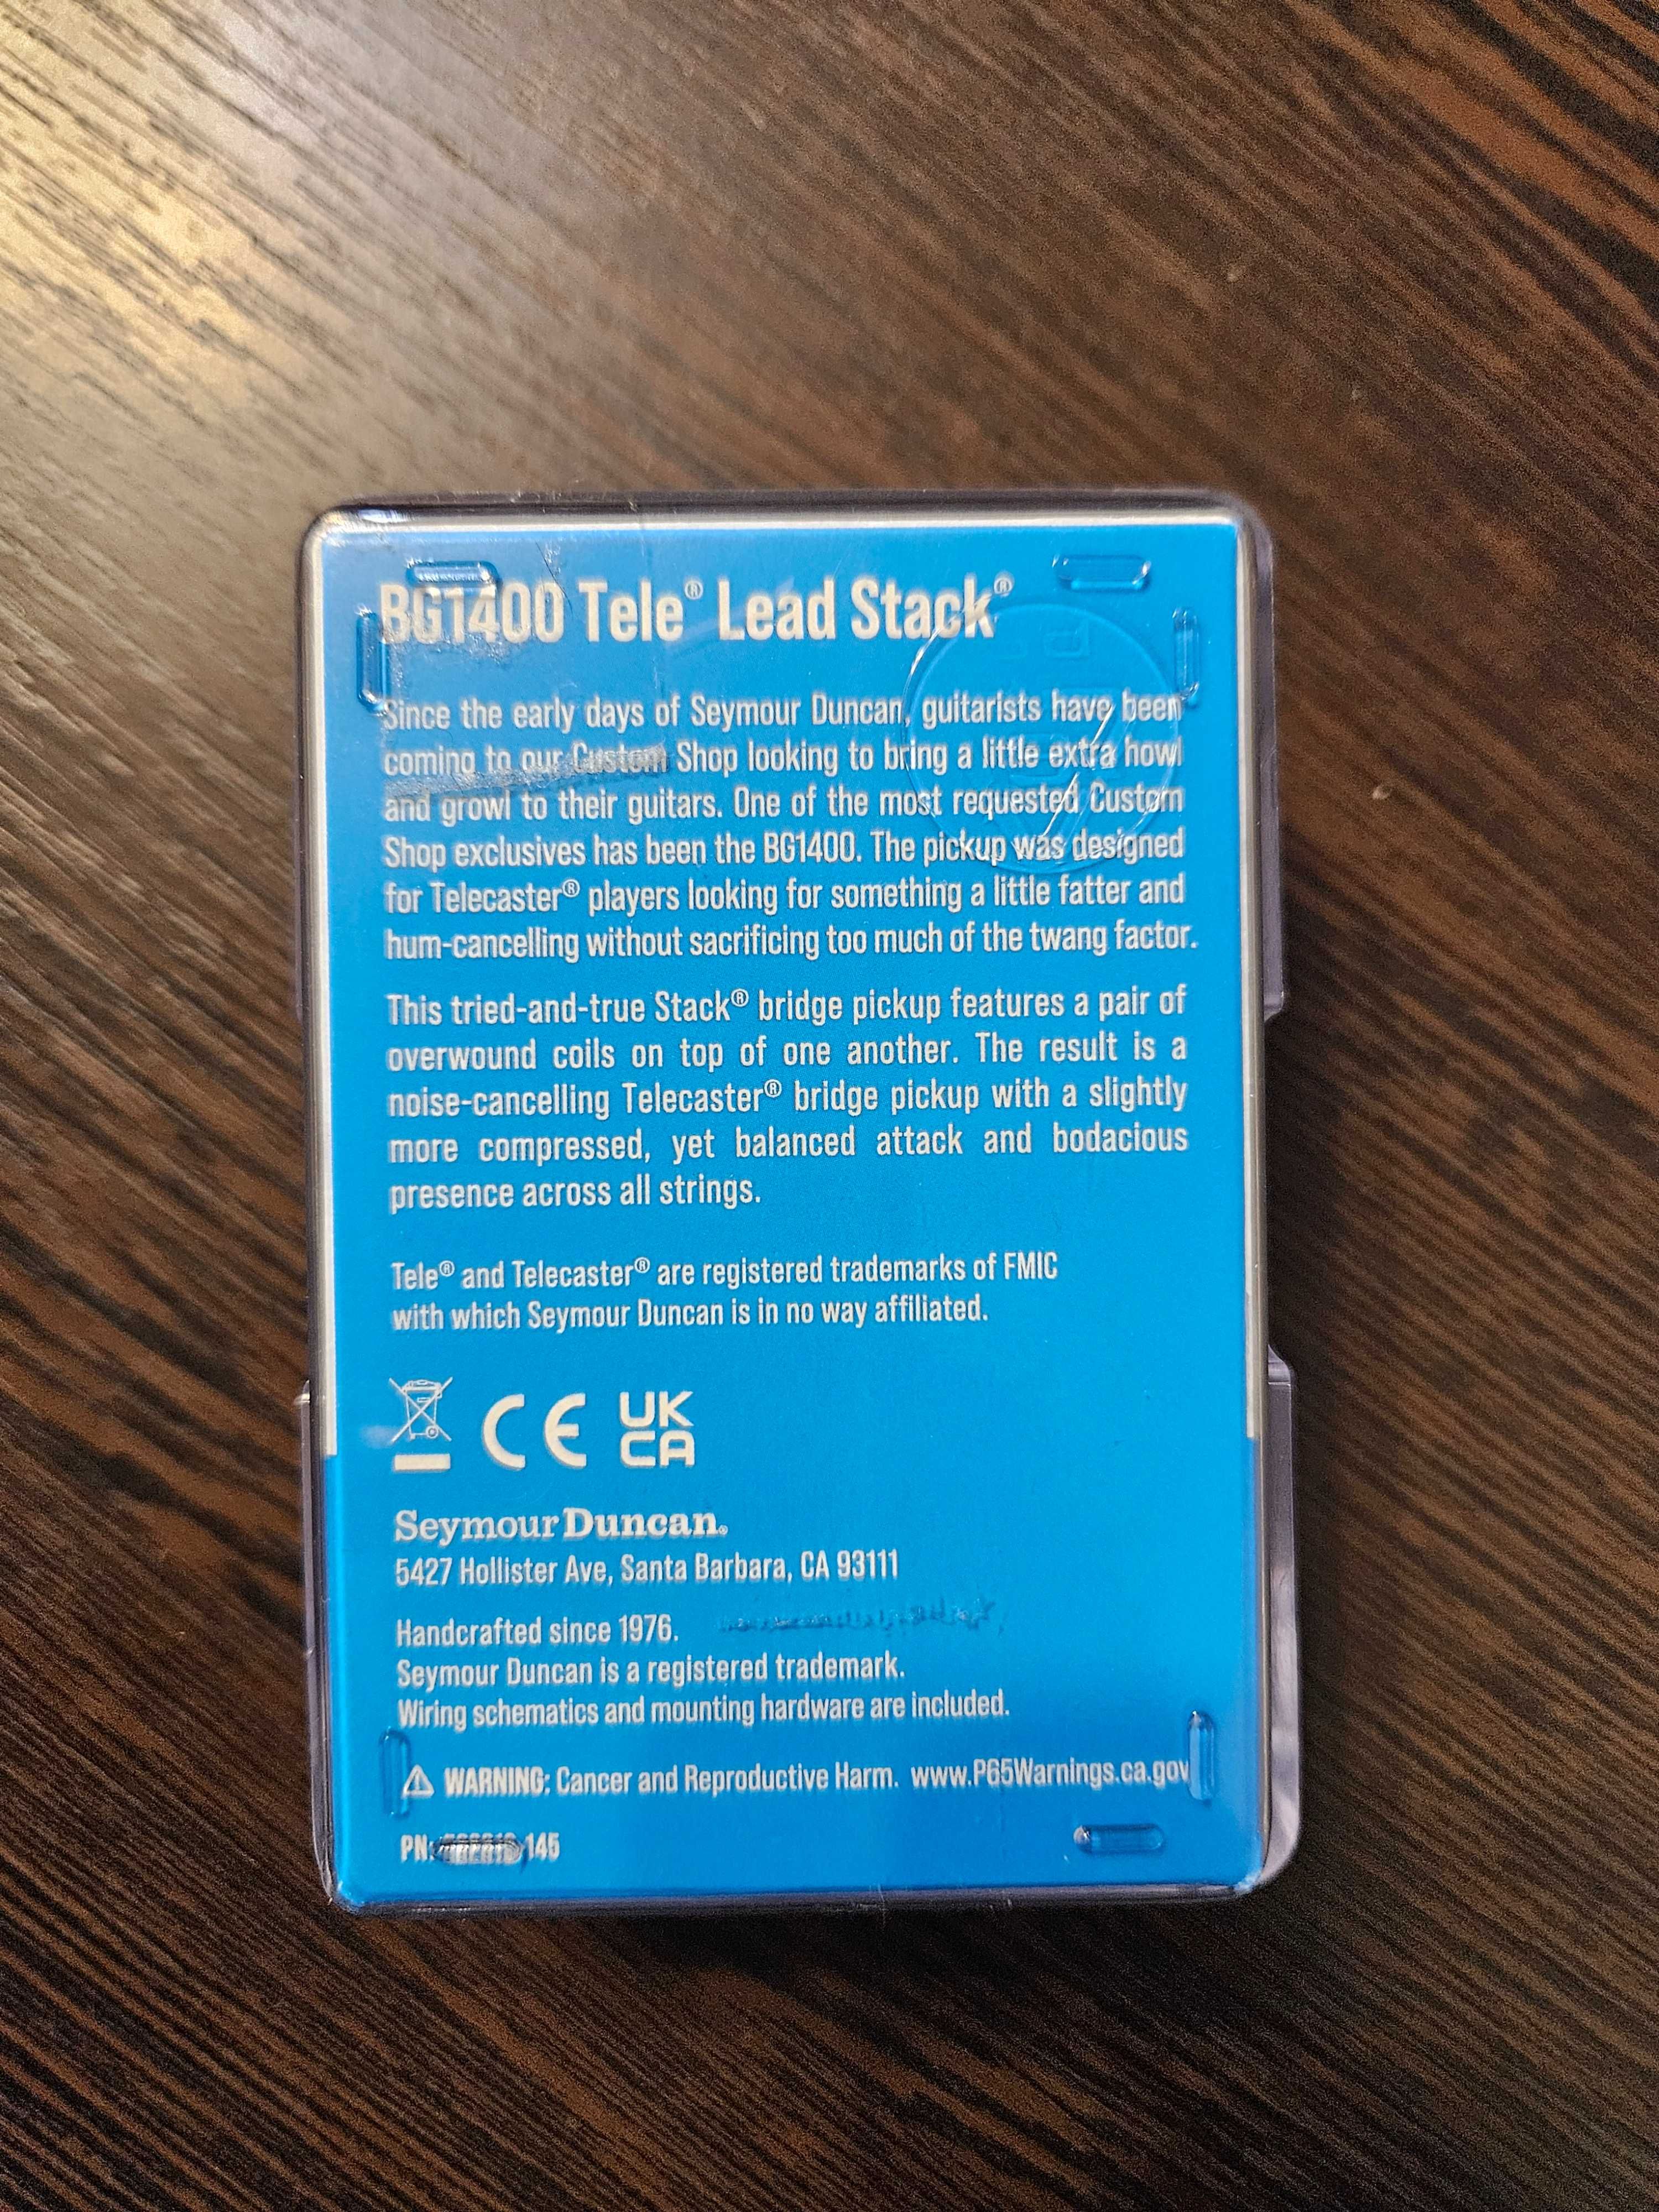 BG1400 Tele® Lead Stack®
Since the early days of Seymour Duncan, guitarists have been
coming to our Custom Shop looking to bring a little extra howl
and growl to their guitars. One of the most requested Custom
Shop exclusives has been the BG1400. The pickup was designed
for Telecaster® players looking for something a little fatter and
hum-cancelling without sacrificing too much of the twang factor.
This tried-and-true Stack® bridge pickup features a pair of
overwound coils on top of one another. The result is a
noise-cancelling Telecaster® bridge pickup with a slightly
more compressed, yet balanced attack and bodacious
presence across all strings.
Tele® and Telecaster® are registered trademarks of FMIC
with which Seymour Duncan is in no way affiliated.
CE UK
CA
Seymour Duncan®
5427 Hollister Ave, Santa Barbara, CA 93111
Handcrafted since 1976.
Seymour Duncan is a registered trademark.
Wiring schematics and mounting hardware are included.
⚠ WARNING: Cancer and Reproductive Harm. www.P65Warnings.ca.gov
PN: